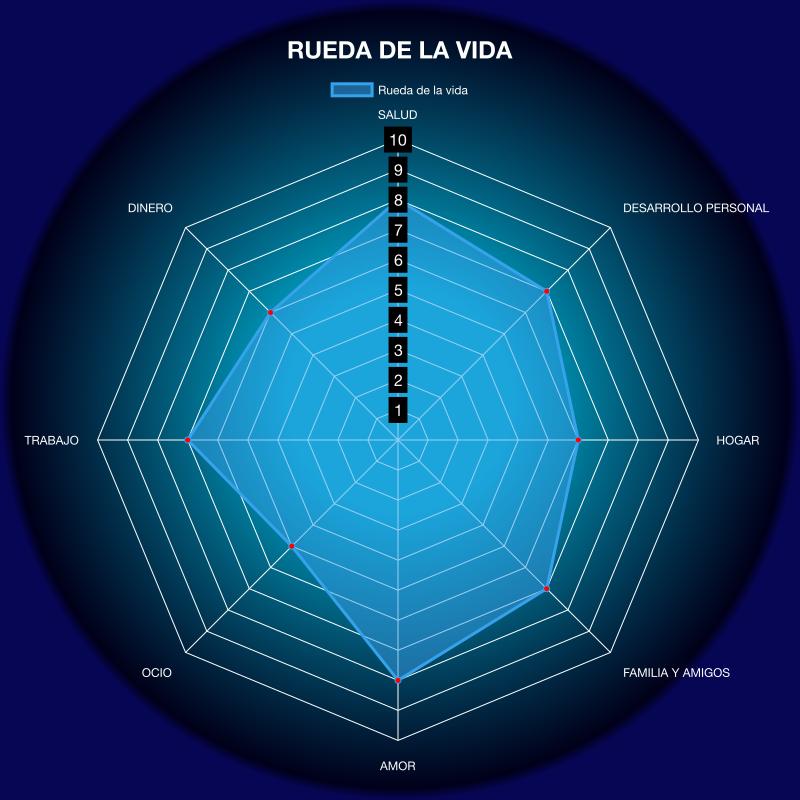 RUEDA DE LA VIDA
Rueda de la vida
SALUD
10
9
8
7
6
5
4
3
2
1
DINERO
DESARROLLO PERSONAL
TRABAJO
HOGAR
OCIO
FAMILIA Y AMIGOS
AMOR